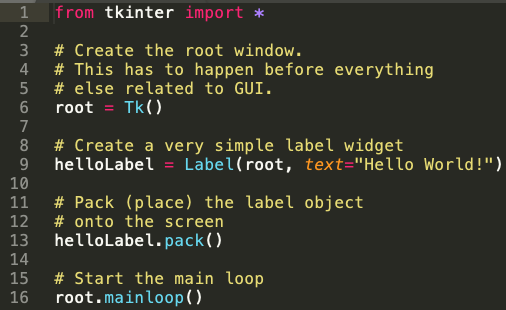 1 from tkinter import *
2
3 # Create the root window.
4 # This has to happen before everything
5 # else related to GUI.
6 root = Tk()
7
8 # Create a very simple label widget
9 helloLabel = Label(root, text="Hello World!")
10
11 # Pack (place) the label object
12 # onto the screen
13 helloLabel.pack()
14
15 # Start the main loop
16 root.mainloop()